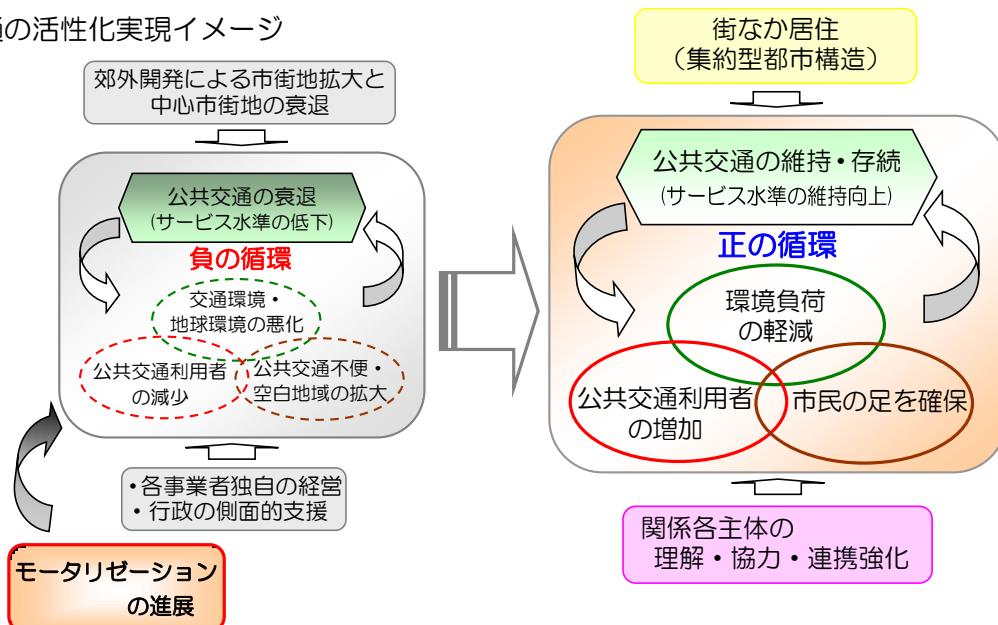 の活性化実現イメージ
郊外開発による市街地拡大と
中心市街地の衰退
公共交通の衰退
(サービス水準の低下)
負の循環
交通環境・
地球環境の悪化
公共交通利用者
の減少
公共交通不便・
空白地域の拡大
・各事業者独自の経営
・行政の側面的支援
モータリゼーション
の進展
街なか居住
（集約型都市構造）
公共交通の維持・存続
(サービス水準の維持向上)
正の循環
環境負荷
の軽減
公共交通利用者
の増加
市民の足を確保
関係各主体の
理解・協力・連携強化